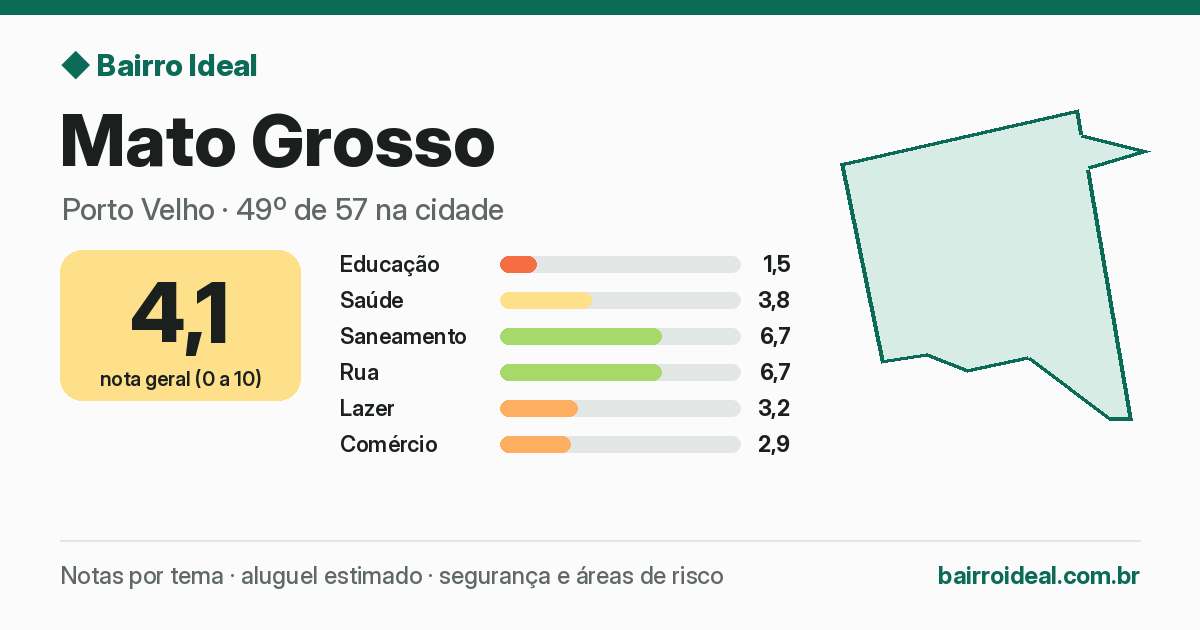 Bairro Ideal
Mato Grosso
Porto Velho · 49º de 57 na cidade
4,1
nota geral (0 a 10)
Educação 1,5
Saúde 3,8
Saneamento 6,7
Rua 6,7
Lazer 3,2
Comércio 2,9
Notas por tema · aluguel estimado · segurança e áreas de risco
bairroideal.com.br